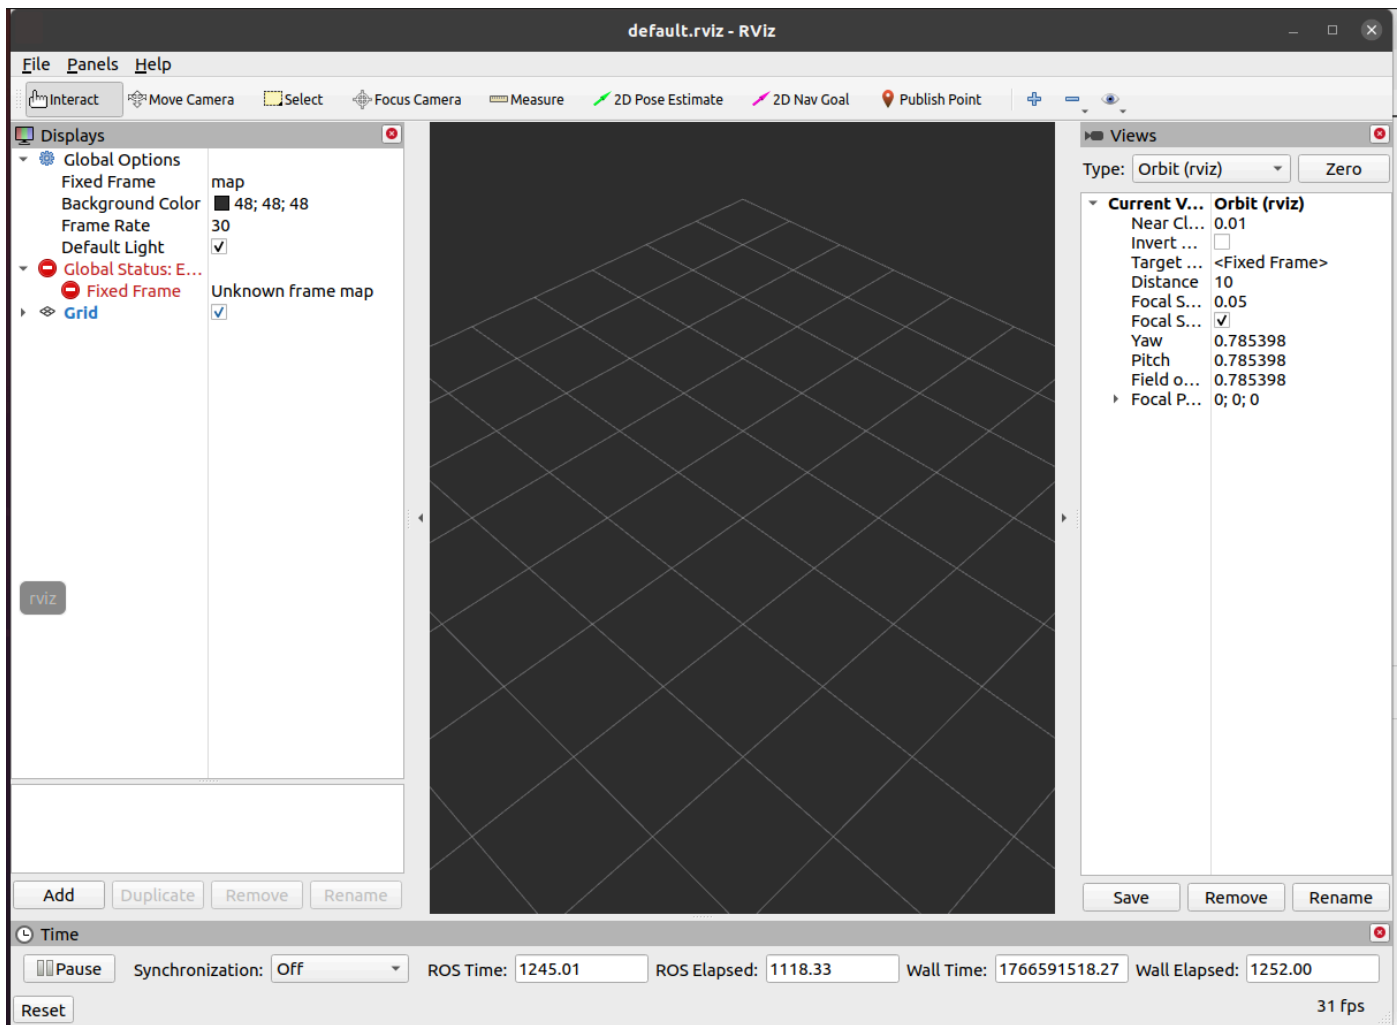 default.rviz - RViz
File Panels Help
Interact Move Camera Select Focus Camera Measure 2D Pose Estimate 2D Nav Goal Publish Point
Displays
Global Options
Fixed Frame map
Background Color 48; 48; 48
Frame Rate 30
Default Light
Global Status: E...
Fixed Frame Unknown frame map
Grid
rviz
Add Duplicate Remove Rename
Views
Type: Orbit (rviz) Zero
Current V... Orbit (rviz)
Near Cl... 0.01
Invert ...
Target ... <Fixed Frame>
Distance 10
Focal S... 0.05
Focal S...
Yaw 0.785398
Pitch 0.785398
Field o... 0.785398
Focal P... 0; 0; 0
Save Remove Rename
Time
Pause Synchronization: Off ROS Time: 1245.01 ROS Elapsed: 1118.33 Wall Time: 1766591518.27 Wall Elapsed: 1252.00
Reset 31 fps